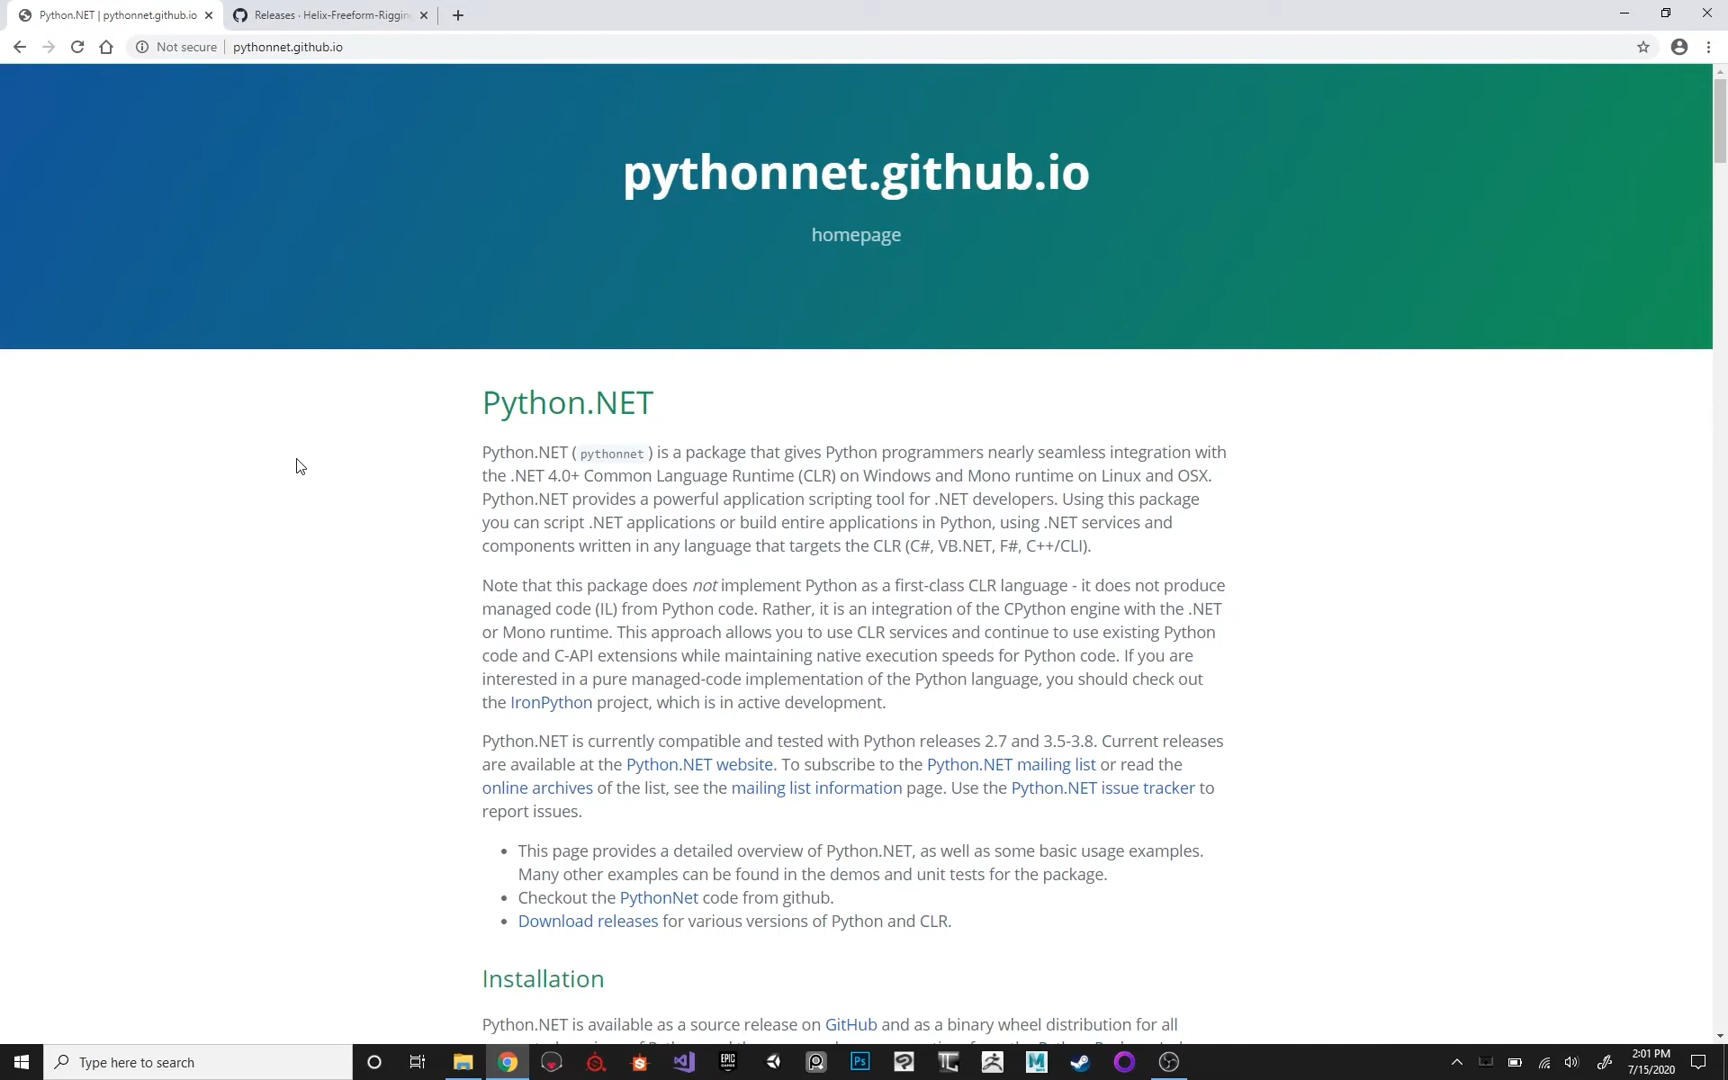 Python.NET | pythonnet.github.io
Releases · Helix-Freeform-Riggin
Not secure
pythonnet.github.io
pythonnet.github.io
homepage
Python.NET
Python.NET ( pythonnet ) is a package that gives Python programmers nearly seamless integration with
the .NET 4.0+ Common Language Runtime (CLR) on Windows and Mono runtime on Linux and OSX.
Python.NET provides a powerful application scripting tool for .NET developers. Using this package
you can script .NET applications or build entire applications in Python, using .NET services and
components written in any language that targets the CLR (C#, VB.NET, F#, C++/CLI).
Note that this package does not implement Python as a first-class CLR language - it does not produce
managed code (IL) from Python code. Rather, it is an integration of the CPython engine with the .NET
or Mono runtime. This approach allows you to use CLR services and continue to use existing Python
code and C-API extensions while maintaining native execution speeds for Python code. If you are
interested in a pure managed-code implementation of the Python language, you should check out
the IronPython project, which is in active development.
Python.NET is currently compatible and tested with Python releases 2.7 and 3.5-3.8. Current releases
are available at the Python.NET website. To subscribe to the Python.NET mailing list or read the
online archives of the list, see the mailing list information page. Use the Python.NET issue tracker to
report issues.
• This page provides a detailed overview of Python.NET, as well as some basic usage examples.
Many other examples can be found in the demos and unit tests for the package.
• Checkout the PythonNet code from github.
• Download releases for various versions of Python and CLR.
Installation
Python.NET is available as a source release on GitHub and as a binary wheel distribution for all
Type here to search
EPIC GAMES
Ps
M
2:01 PM
7/15/2020